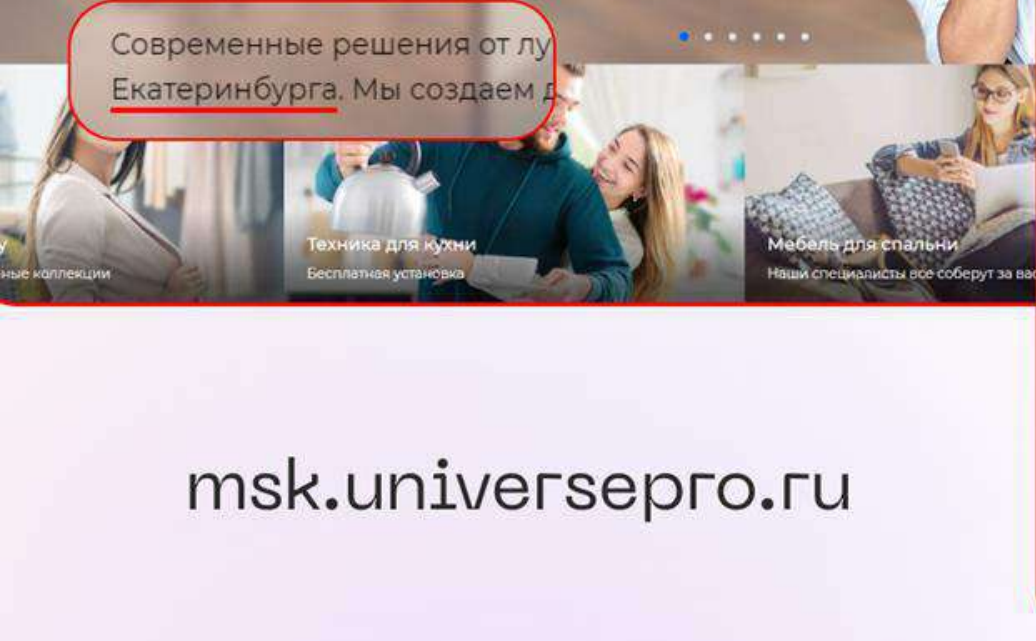 Современные решения от лу
Екатеринбурга. Мы создаем
у
ные коллекции
Техника для кухни
Бесплатная установка
Мебель для спальни
Наши специалисты все соберут за вас
msk.universepro.ru